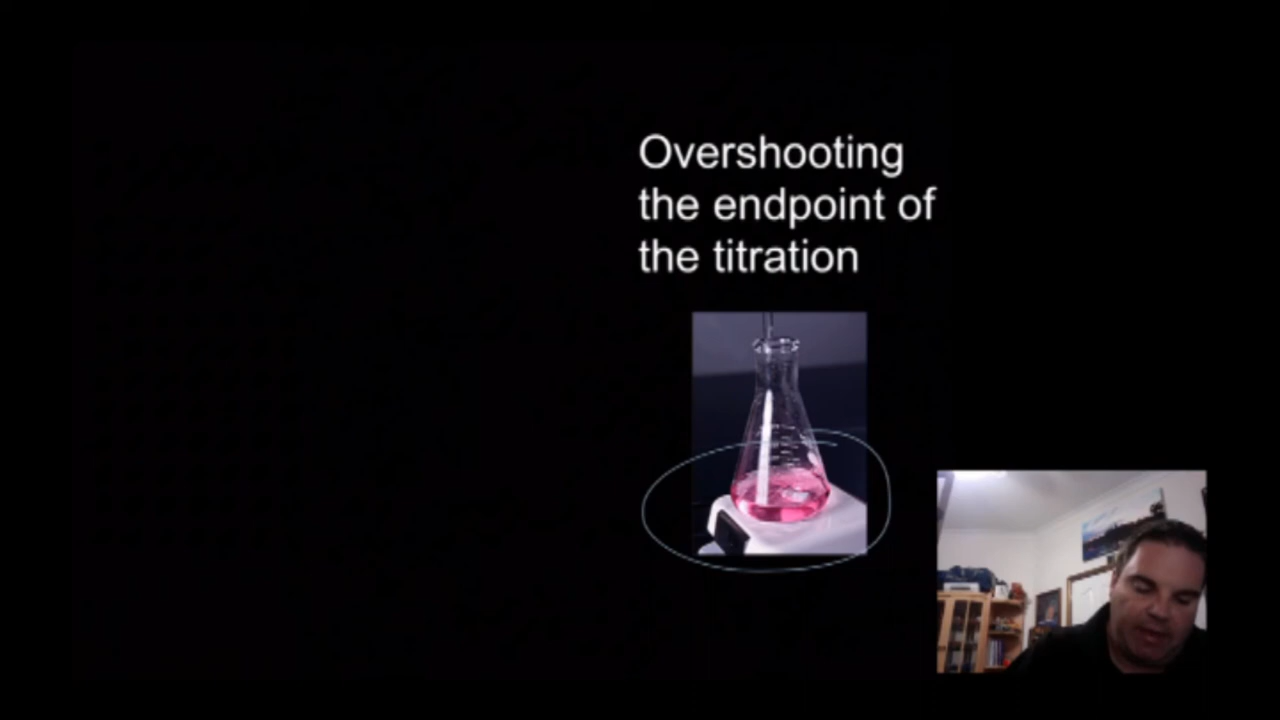 Overshooting
the endpoint of
the titration